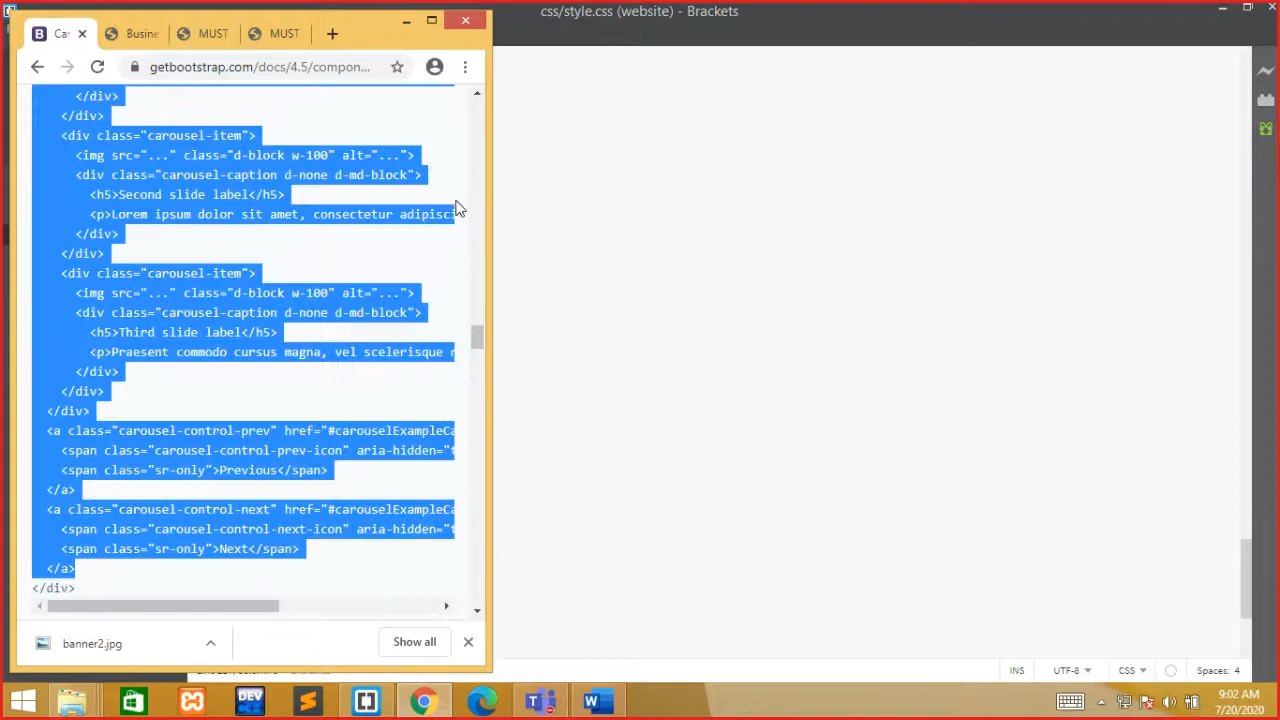 css/style.css (website) - Brackets
Ca
Busine
MUST
MUST
getbootstrap.com/docs/4.5/compon...
</div>
</div>
<div class="carousel-item">
<img src="..." class="d-block w-100" alt="...">
<div class="carousel-caption d-none d-md-block">
<h5>Second slide label</h5>
<p>Lorem ipsum dolor sit amet, consectetur adipisci
</div>
</div>
<div class="carousel-item">
<img src="..." class="d-block w-100" alt="...">
<div class="carousel-caption d-none d-md-block">
<h5>Third slide label</h5>
<p>Praesent commodo cursus magna, vel scelerisque
</div>
</div>
</div>
<a class="carousel-control-prev" href="#carouselExampleCa
<span class="carousel-control-prev-icon" aria-hidden="t
<span class="sr-only">Previous</span>
</a>
<a class="carousel-control-next" href="#carouselExampleCa
<span class="carousel-control-next-icon" aria-hidden="t
<span class="sr-only">Next</span>
</a>
</div>
banner2.jpg
Show all
INS
UTF-8
CSS
Spaces: 4
DEV
9:02 AM
7/20/2020